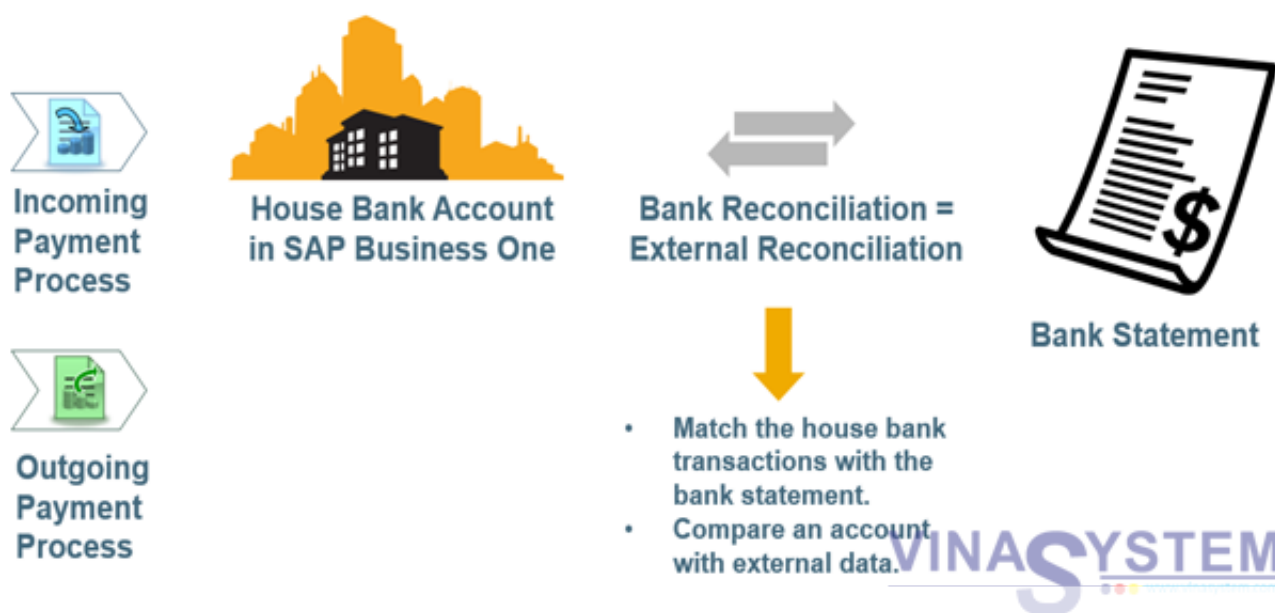 Incoming
Payment
Process
House Bank Account
in SAP Business One
Bank Reconciliation =
External Reconciliation
$
Bank Statement
Outgoing
Payment
Process
• Match the house bank
transactions with the
bank statement.
• Compare an account
with external data.
VINASYSTEM